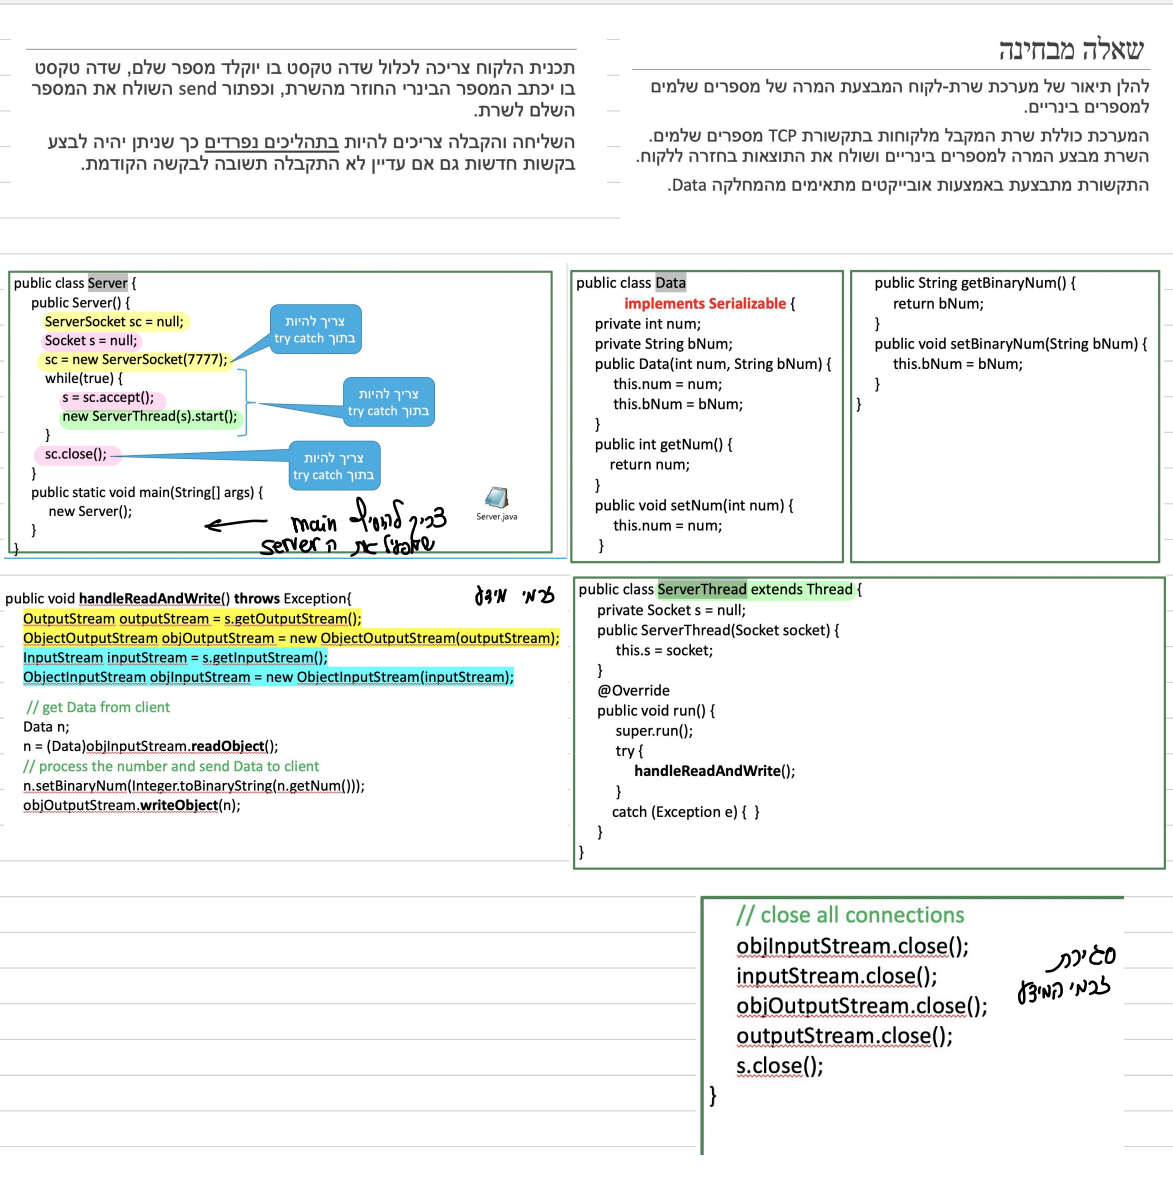 שאלה מבחינה
להלן תיאור של מערכת שרת-לקוח המבצעת המרה של מספרים שלמים
למספרים בינריים.
המערכת כוללת שרת המקבל מלקוחות בתקשורת TCP מספרים שלמים.
השרת מבצע המרה למספרים בינריים ושולח את התוצאות בחזרה ללקוח.
התקשורת מתבצעת באמצעות אובייקטים מתאימים מהמחלקה Data.
תכנית הלקוח צריכה לכלול שדה טקסט בו יוקלד מספר שלם, שדה טקסט
בו יכתב המספר הבינרי החוזר מהשרת, וכפתור send השולח את המספר
השלם לשרת.
השליחה והקבלה צריכים להיות בתהליכים נפרדים כך שניתן יהיה לבצע
בקשות חדשות גם אם עדיין לא התקבלה תשובה לבקשה הקודמת.
public class Server {
public Server() {
ServerSocket sc = null;
Socket s = null;
sc = new ServerSocket(7777);
while(true) {
s = sc.accept();
new ServerThread(s).start();
}
sc.close();
}
public static void main(String[] args) {
new Server();
}
}
צריך להיות
בתוך try catch
צריך להיות
בתוך try catch
צריך להיות
בתוך try catch
Server.java
צריך להוסיף main
שמפעיל את ה server
public class Data
implements Serializable {
private int num;
private String bNum;
public Data(int num, String bNum) {
this.num = num;
this.bNum = bNum;
}
public int getNum() {
return num;
}
public void setNum(int num) {
this.num = num;
}
public String getBinaryNum() {
return bNum;
}
public void setBinaryNum(String bNum) {
this.bNum = bNum;
}
}
public void handleReadAndWrite() throws Exception{
זרמי מידע
OutputStream outputStream = s.getOutputStream();
ObjectOutputStream objOutputStream = new ObjectOutputStream(outputStream);
InputStream inputStream = s.getInputStream();
ObjectInputStream objInputStream = new ObjectInputStream(inputStream);
// get Data from client
Data n;
n = (Data)objInputStream.readObject();
// process the number and send Data to client
n.setBinaryNum(Integer.toBinaryString(n.getNum()));
objOutputStream.writeObject(n);
public class ServerThread extends Thread {
private Socket s = null;
public ServerThread(Socket socket) {
this.s = socket;
}
@Override
public void run() {
super.run();
try {
handleReadAndWrite();
}
catch (Exception e) { }
}
}
// close all connections
objInputStream.close();
inputStream.close();
objOutputStream.close();
outputStream.close();
s.close();
}
סגירת
זרמי המידע